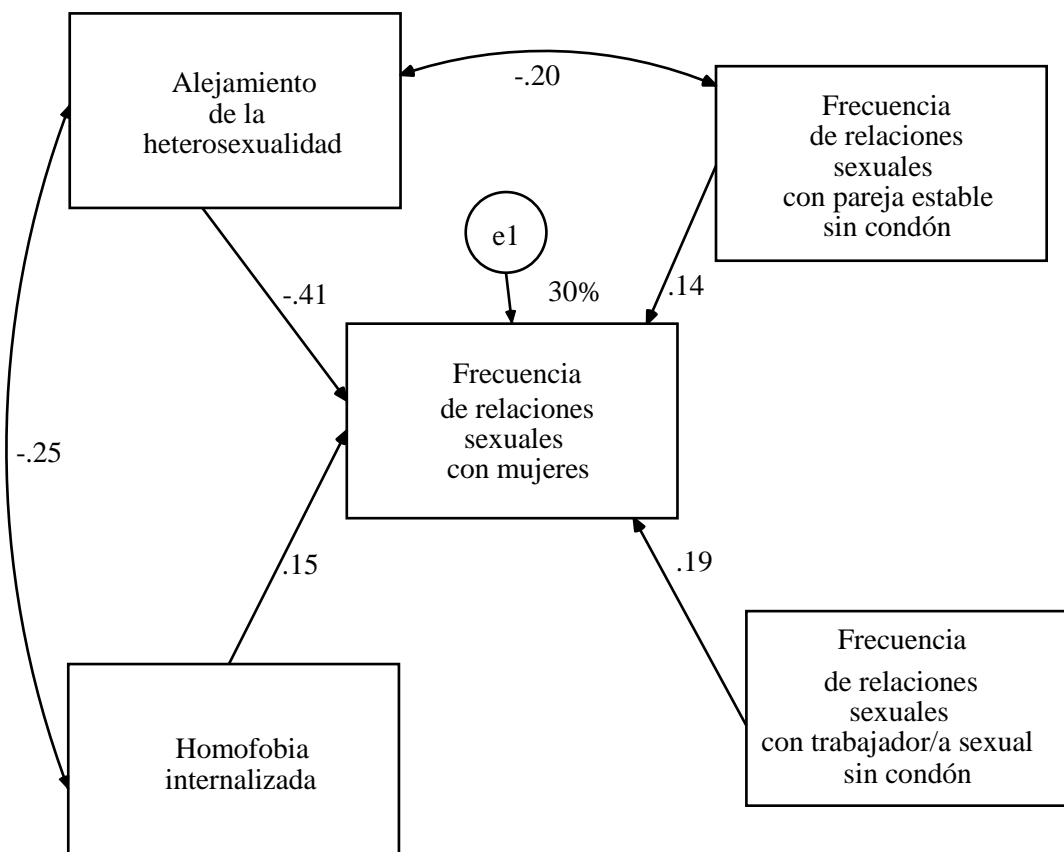 Alejamiento
de la
heterosexualidad
-.20
Frecuencia
de relaciones
sexuales
con pareja estable
sin condón
e1
-.41
30%
.14
Frecuencia
de relaciones
sexuales
con mujeres
-.25
.15
.19
Homofobia
internalizada
Frecuencia
de relaciones
sexuales
con trabajador/a sexual
sin condón